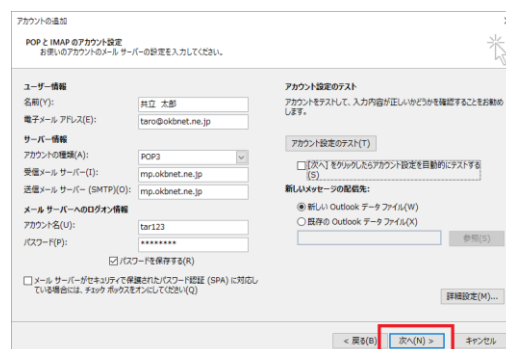 アカウントの追加
POP と IMAP のアカウント設定
お使いのアカウントのメール サーバーの設定を入力してください。
ユーザー情報
名前(Y):
共立 太郎
電子メール アドレス(E):
taro@okbnet.ne.jp
サーバー情報
アカウントの種類(A):
POP3
受信メール サーバー(I):
mp.okbnet.ne.jp
送信メール サーバー (SMTP)(O):
mp.okbnet.ne.jp
メール サーバーへのログオン情報
アカウント名(U):
tar123
パスワード(P):
********
パスワードを保存する(R)
メール サーバーがセキュリティで保護されたパスワード認証 (SPA) に対応し
ている場合には、チェック ボックスをオンにしてください(Q)
アカウント設定のテスト
アカウントをテストして、入力内容が正しいかどうかを確認することをお勧め
します。
アカウント設定のテスト(T)
[次へ] をクリックしたらアカウント設定を自動的にテストする
(S)
新しいメッセージの配信先:
新しい Outlook データ ファイル(W)
既存の Outlook データ ファイル(X)
参照(S)
詳細設定(M)...
< 戻る(B)
次へ(N) >
キャンセル